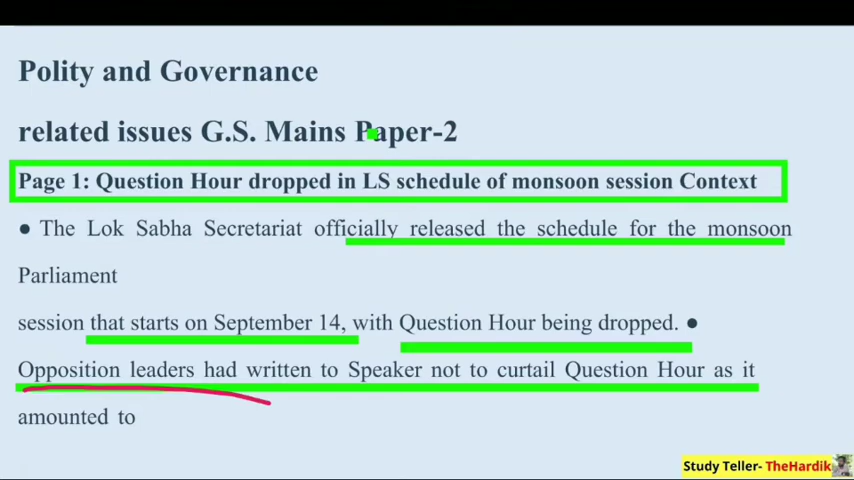 Polity and Governance
related issues G.S. Mains Paper-2
Page 1: Question Hour dropped in LS schedule of monsoon session Context
● The Lok Sabha Secretariat officially released the schedule for the monsoon
Parliament
session that starts on September 14, with Question Hour being dropped. ●
Opposition leaders had written to Speaker not to curtail Question Hour as it
amounted to
Study Teller- TheHardik